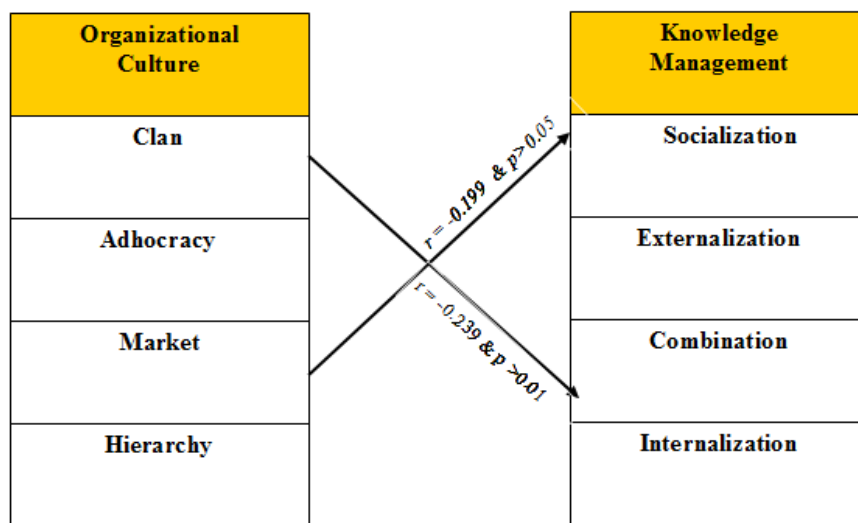 Organizational
Culture
Clan
Adhocracy
Market
Hierarchy
r = -0.199 & p> 0.05
r = -0.239 & p >0.01
Knowledge
Management
Socialization
Externalization
Combination
Internalization